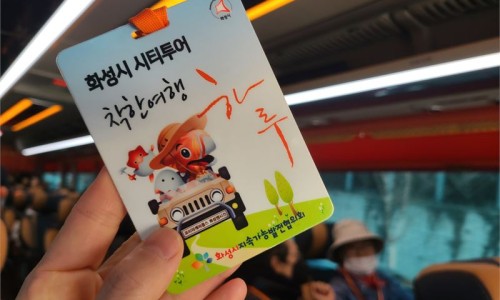 화성시 시티투어
착한여행 하루
화성시지속가능발전협의회